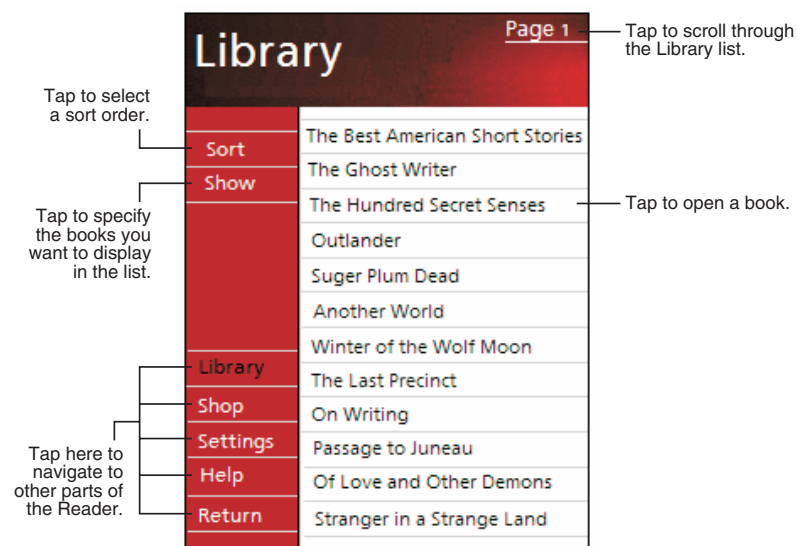 Library
Page 1
Tap to scroll through
the Library list.
Tap to select
a sort order.
Sort
Show
Tap to specify
the books you
want to display
in the list.
The Best American Short Stories
The Ghost Writer
The Hundred Secret Senses
Tap to open a book.
Outlander
Suger Plum Dead
Another World
Winter of the Wolf Moon
The Last Precinct
On Writing
Passage to Juneau
Of Love and Other Demons
Stranger in a Strange Land
Library
Shop
Settings
Help
Return
Tap here to
navigate to
other parts of
the Reader.